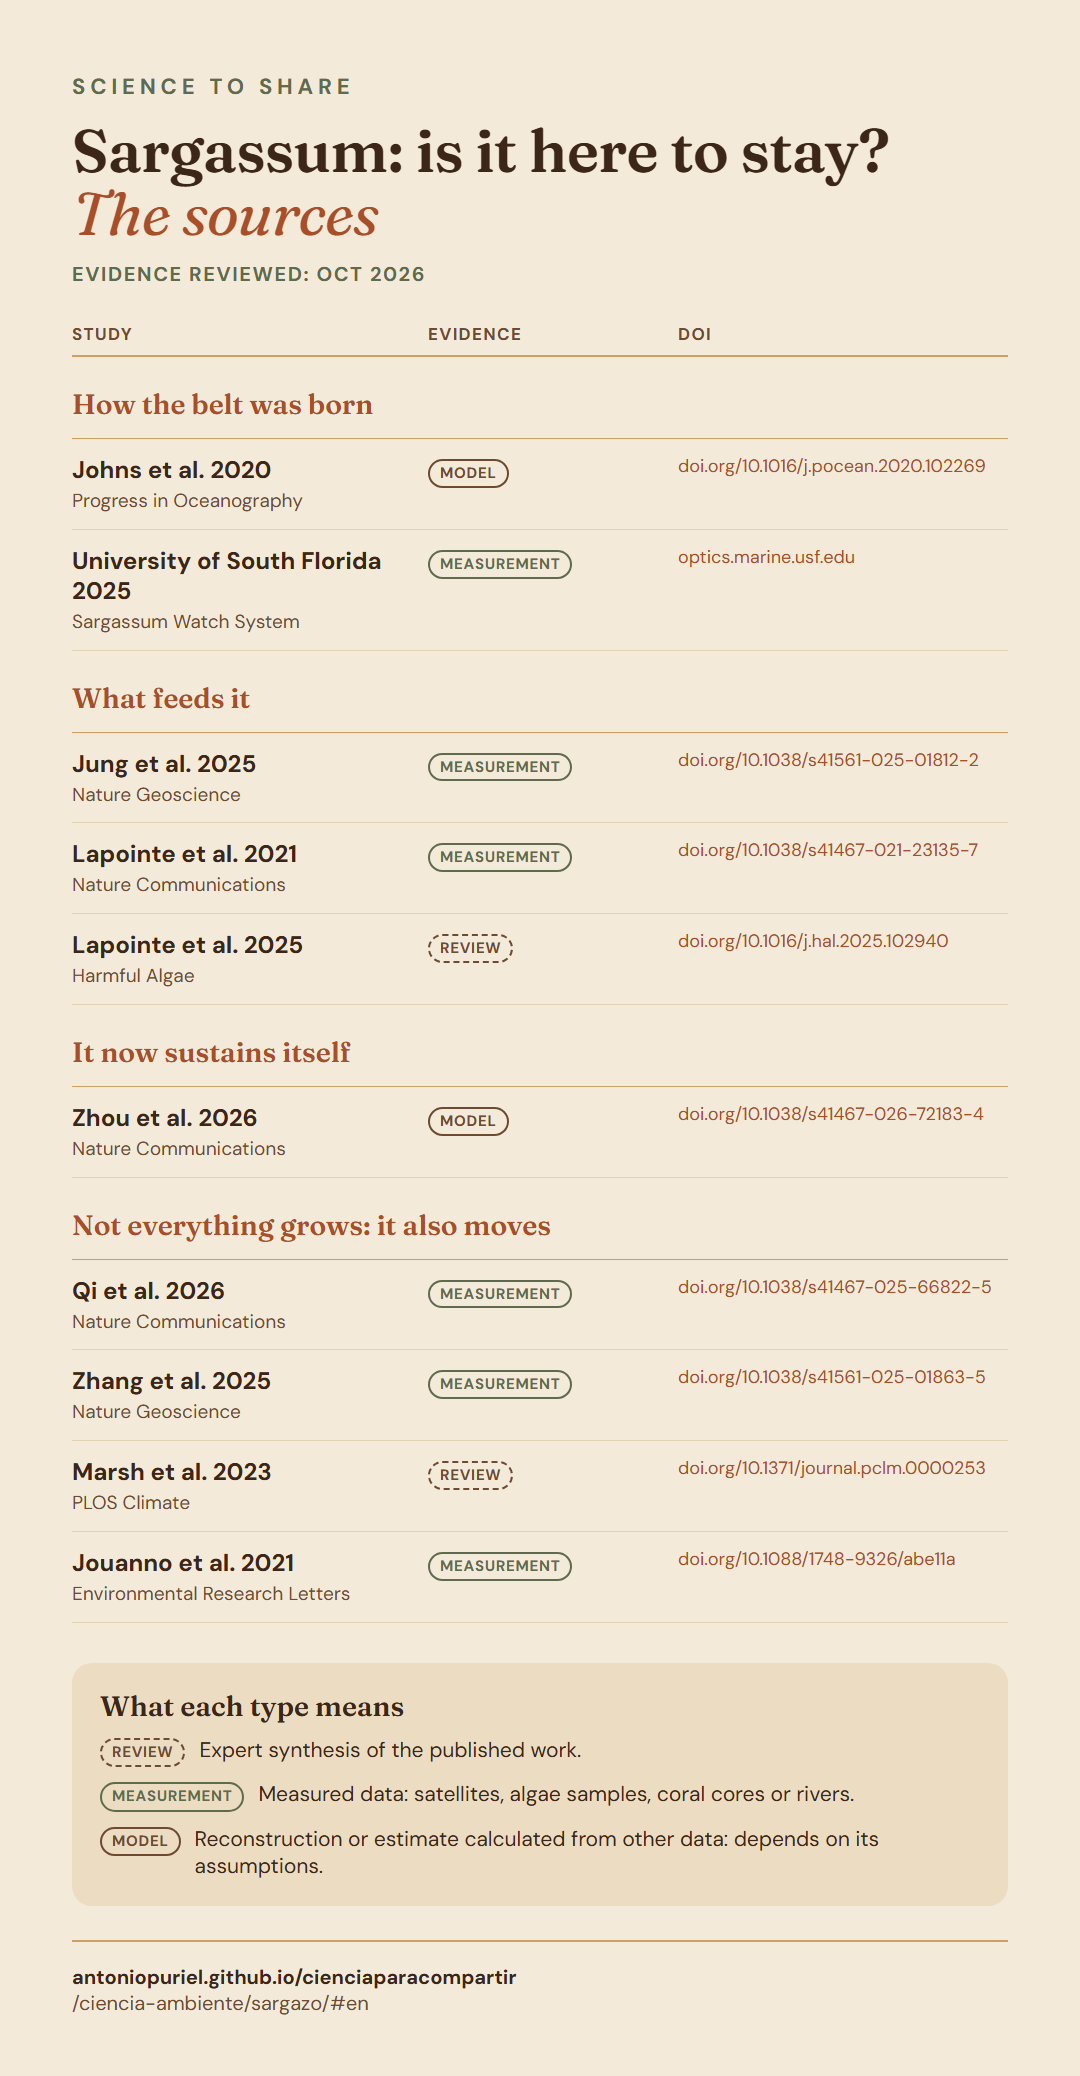 SCIENCE TO SHARE
Sargassum: is it here to stay?
The sources
EVIDENCE REVIEWED: OCT 2026
STUDY EVIDENCE DOI
How the belt was born
Johns et al. 2020 MODEL doi.org/10.1016/j.pocean.2020.102269
Progress in Oceanography
University of South Florida MEASUREMENT optics.marine.usf.edu
2025
Sargassum Watch System
What feeds it
Jung et al. 2025 MEASUREMENT doi.org/10.1038/s41561-025-01812-2
Nature Geoscience
Lapointe et al. 2021 MEASUREMENT doi.org/10.1038/s41467-021-23135-7
Nature Communications
Lapointe et al. 2025 REVIEW doi.org/10.1016/j.hal.2025.102940
Harmful Algae
It now sustains itself
Zhou et al. 2026 MODEL doi.org/10.1038/s41467-026-72183-4
Nature Communications
Not everything grows: it also moves
Qi et al. 2026 MEASUREMENT doi.org/10.1038/s41467-025-66822-5
Nature Communications
Zhang et al. 2025 MEASUREMENT doi.org/10.1038/s41561-025-01863-5
Nature Geoscience
Marsh et al. 2023 REVIEW doi.org/10.1371/journal.pclm.0000253
PLOS Climate
Jouanno et al. 2021 MEASUREMENT doi.org/10.1088/1748-9326/abe11a
Environmental Research Letters
What each type means
REVIEW Expert synthesis of the published work.
MEASUREMENT Measured data: satellites, algae samples, coral cores or rivers.
MODEL Reconstruction or estimate calculated from other data: depends on its
assumptions.
antoniopuriel.github.io/cienciaparacompartir
/ciencia-ambiente/sargazo/#en